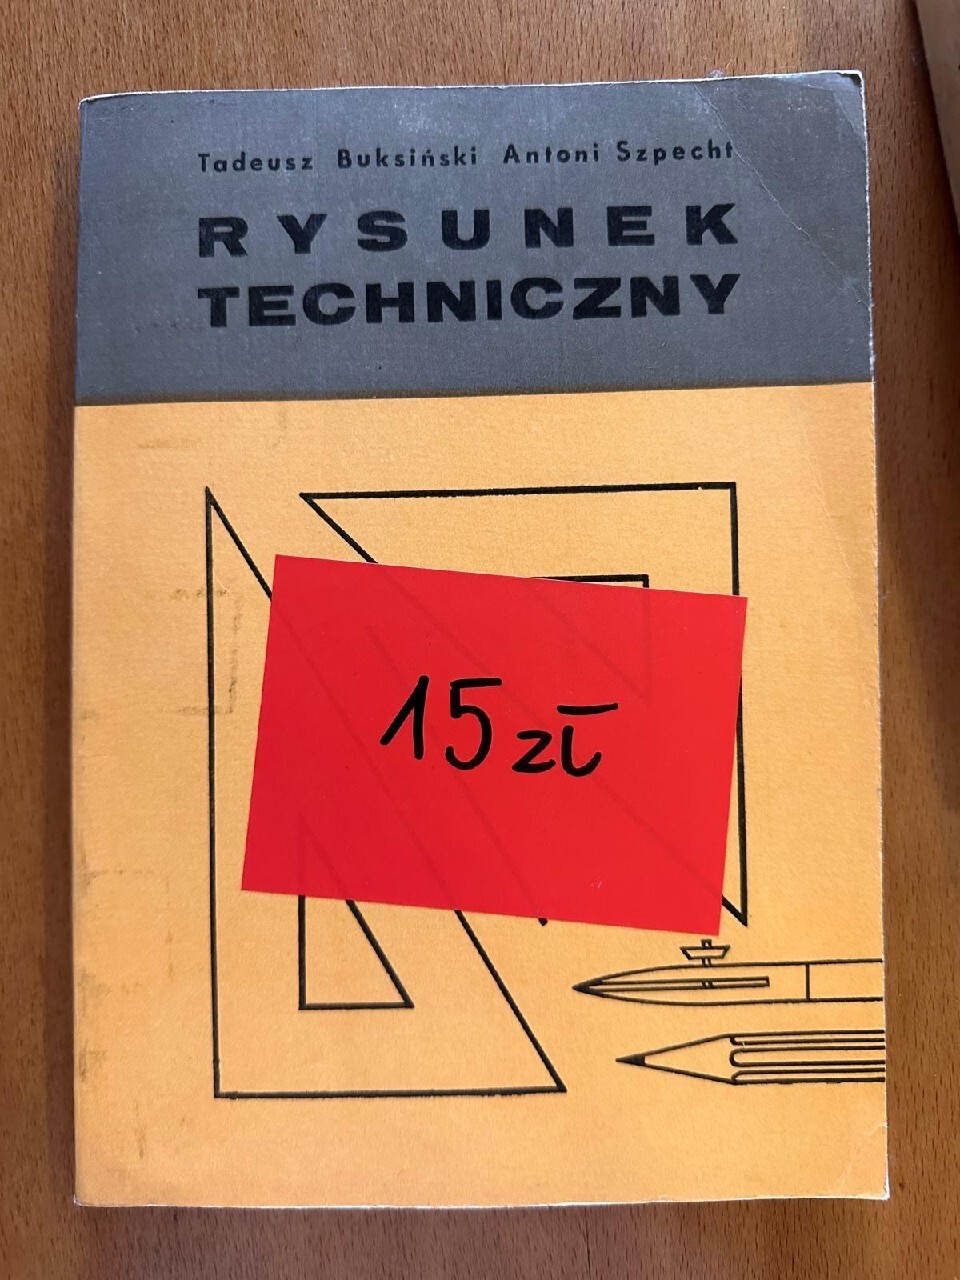 Tadeusz Buksiński Antoni Szpecht
RYSUNEK
TECHNICZNY
15 zł